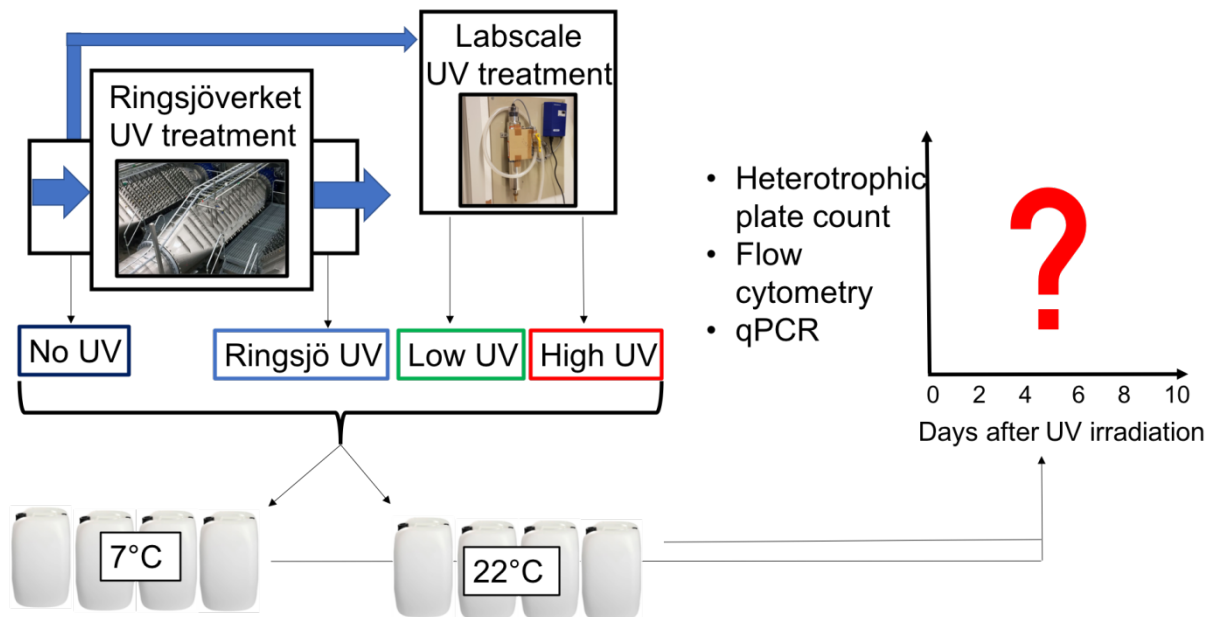 Labscale
UV treatment
Ringsjöverket
UV treatment
• Heterotrophic
plate count
• Flow
cytometry
• qPCR
?
No UV
Ringsjö UV
Low UV
High UV
0 2 4 6 8 10
Days after UV irradiation
7°C
22°C